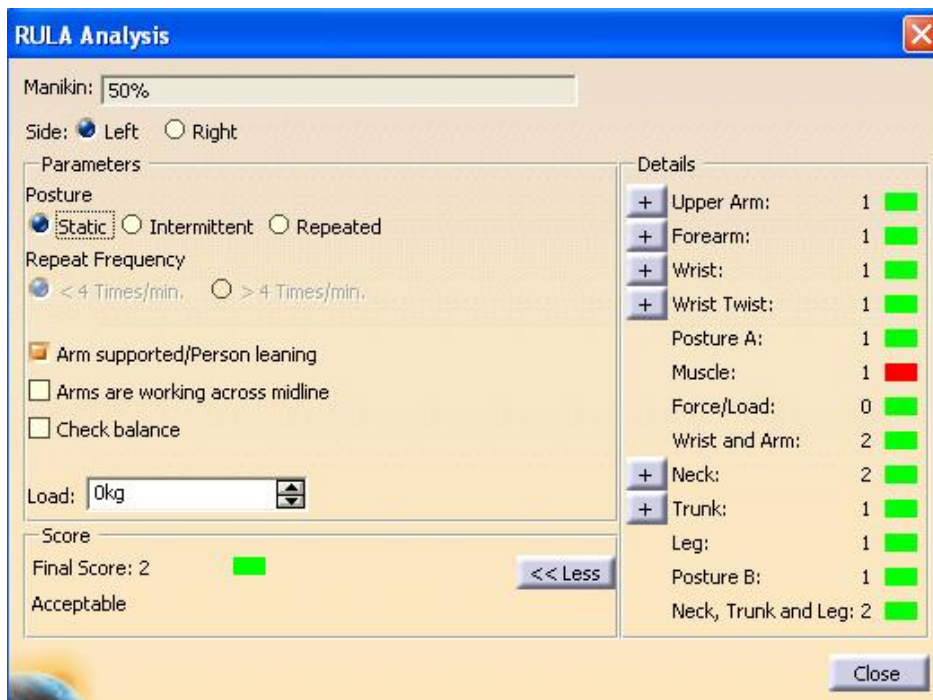 RULA Analysis
Manikin: 50%
Side: Left Right
Parameters
Posture
Static Intermittent Repeated
Repeat Frequency
< 4 Times/min. > 4 Times/min.
Arm supported/Person leaning
Arms are working across midline
Check balance
Load: 0kg
Score
Final Score: 2
<< Less
Acceptable
Details
+ Upper Arm: 1
+ Forearm: 1
+ Wrist: 1
+ Wrist Twist: 1
Posture A: 1
Muscle: 1
Force/Load: 0
Wrist and Arm: 2
+ Neck: 2
+ Trunk: 1
Leg: 1
Posture B: 1
Neck, Trunk and Leg: 2
Close